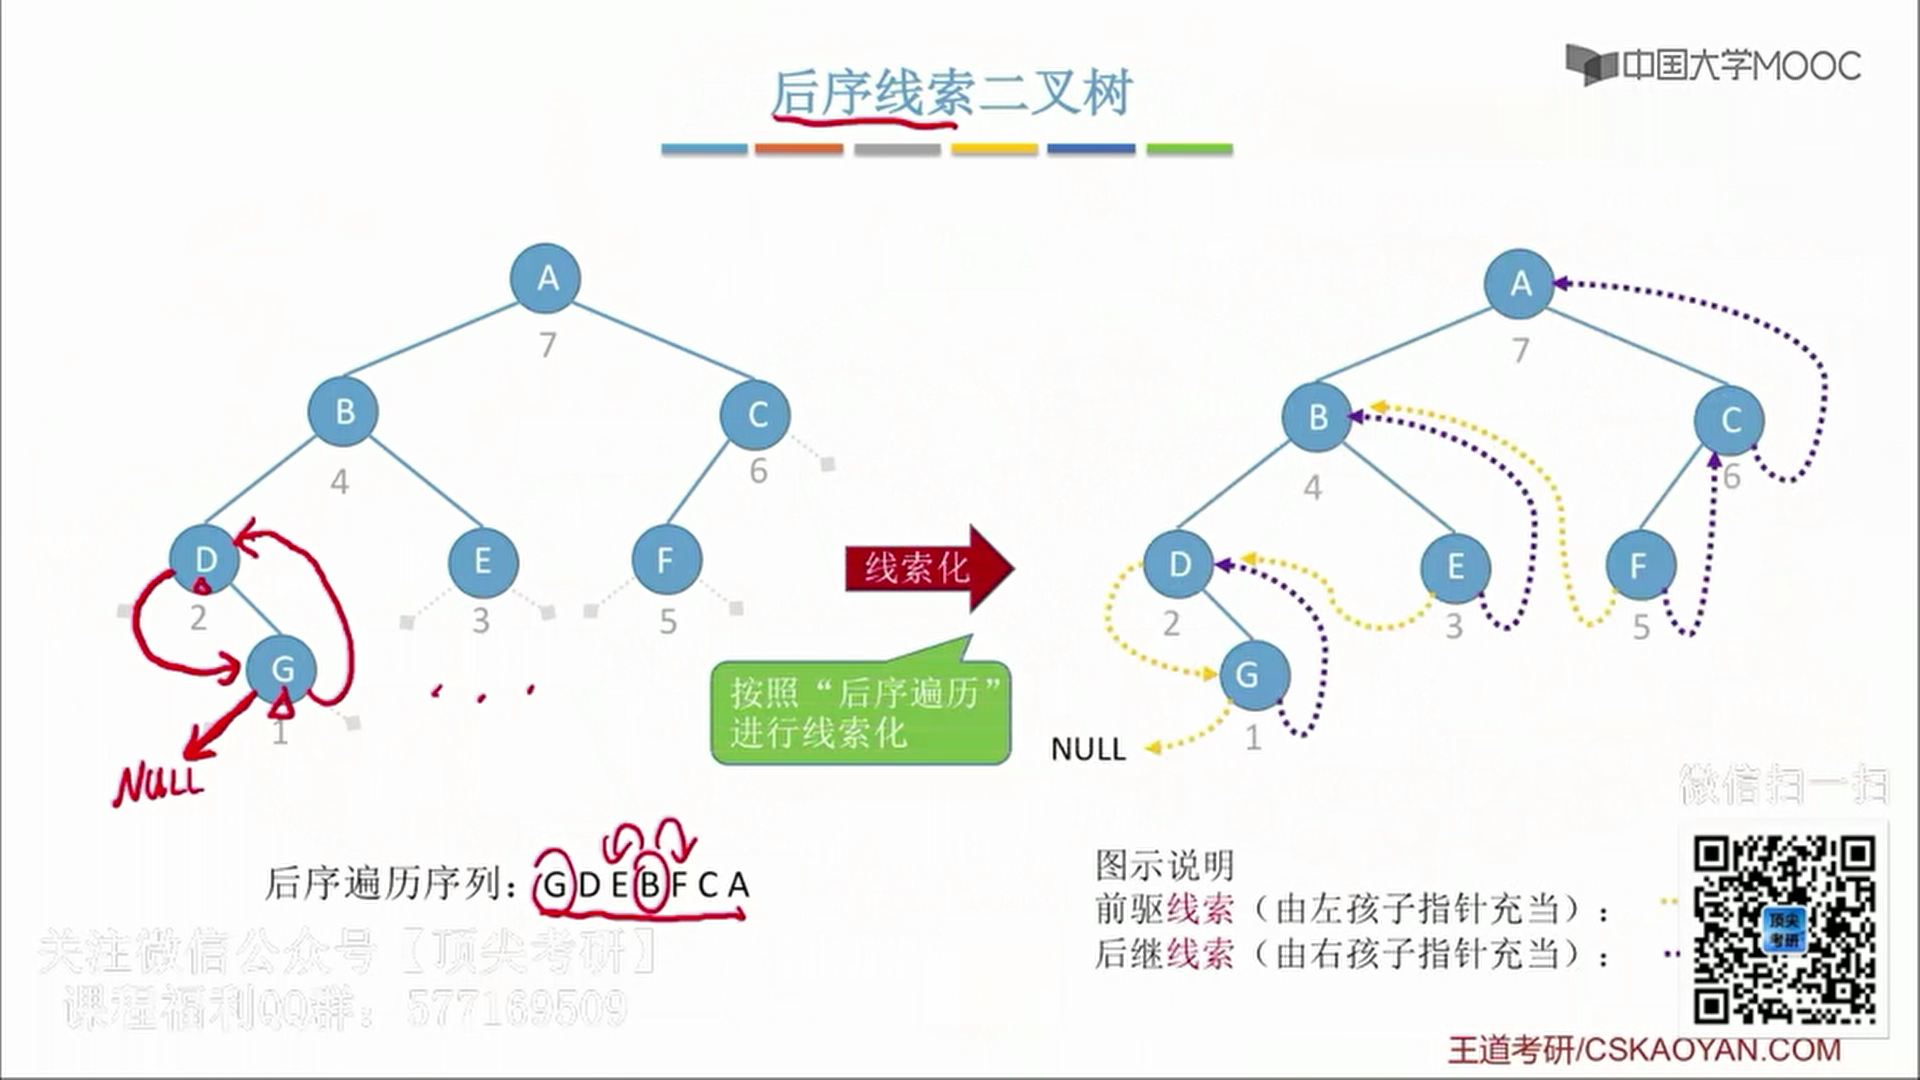 中国大学MOOC
后序线索二叉树
A
7
B
4
C
6
D
2
E
3
F
5
G
1
NULL
线索化
按照“后序遍历”
进行线索化
A
7
B
4
C
6
D
2
E
3
F
5
G
1
NULL
后序遍历序列：G D E B F C A
图示说明
前驱线索（由左孩子指针充当）：
后继线索（由右孩子指针充当）：
微信扫一扫
顶尖
考研
关注微信公众号【顶尖考研】
课程福利QQ群：577169509
王道考研/CSKAOYAN.COM